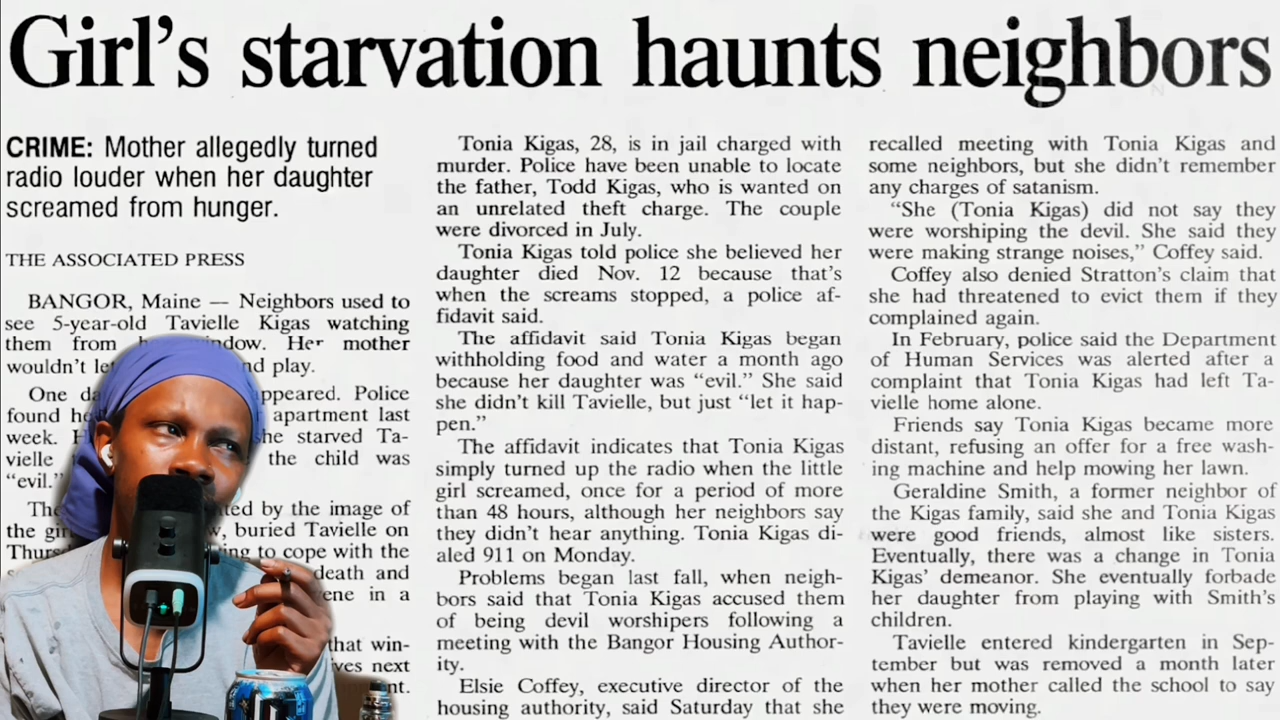 Girl's starvation haunts neighbors
CRIME: Mother allegedly turned
radio louder when her daughter
screamed from hunger.
THE ASSOCIATED PRESS
BANGOR, Maine — Neighbors used to
see 5-year-old Tavielle Kigas watching
them from window. Her mother
wouldn't and play.
One
Police
found apartment last
week. she starved Ta-
vielle the child was
"evil."
by the image of
the buried Tavielle on
to cope with the
death and
in a
that win-
next
Tonia Kigas, 28, is in jail charged with
murder. Police have been unable to locate
the father, Todd Kigas, who is wanted on
an unrelated theft charge. The couple
were divorced in July.
Tonia Kigas told police she believed her
daughter died Nov. 12 because that's
when the screams stopped, a police af-
fidavit said.
The affidavit said Tonia Kigas began
withholding food and water a month ago
because her daughter was "evil." She said
she didn't kill Tavielle, but just "let it hap-
pen."
The affidavit indicates that Tonia Kigas
simply turned up the radio when the little
girl screamed, once for a period of more
than 48 hours, although her neighbors say
they didn't hear anything. Tonia Kigas di-
aled 911 on Monday.
Problems began last fall, when neigh-
bors said that Tonia Kigas accused them
of being devil worshipers following a
meeting with the Bangor Housing Author-
ity.
Elsie Coffey, executive director of the
housing authority, said Saturday that she
recalled meeting with Tonia Kigas and
some neighbors, but she didn't remember
any charges of satanism.
"She (Tonia Kigas) did not say they
were worshiping the devil. She said they
were making strange noises," Coffey said.
Coffey also denied Stratton's claim that
she had threatened to evict them if they
complained again.
In February, police said the Department
of Human Services was alerted after a
complaint that Tonia Kigas had left Ta-
vielle home alone.
Friends say Tonia Kigas became more
distant, refusing an offer for a free wash-
ing machine and help mowing her lawn.
Geraldine Smith, a former neighbor of
the Kigas family, said she and Tonia Kigas
were good friends, almost like sisters.
Eventually, there was a change in Tonia
Kigas' demeanor. She eventually forbade
her daughter from playing with Smith's
children.
Tavielle entered kindergarten in Sep-
tember but was removed a month later
when her mother called the school to say
they were moving.